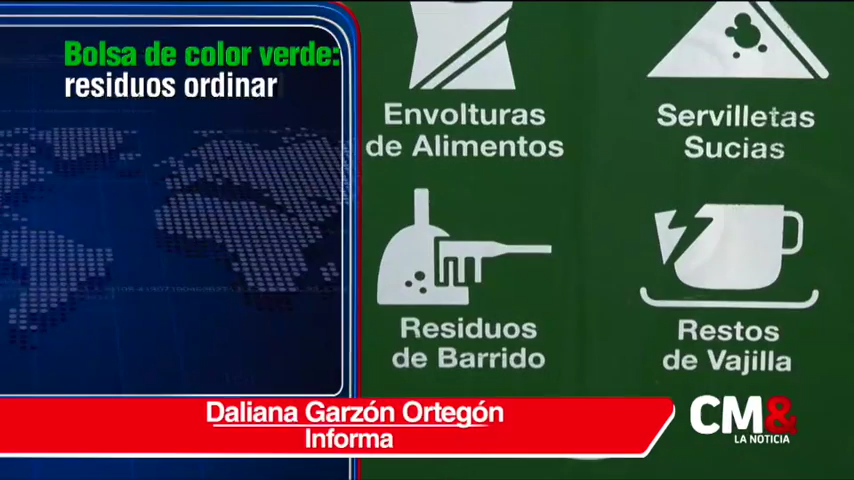 Bolsa de color verde:
residuos ordinar
Envolturas
de Alimentos
Servilletas
Sucias
Residuos
de Barrido
Restos
de Vajilla
Daliana Garzón Ortegón
Informa
CM&
LA NOTICIA